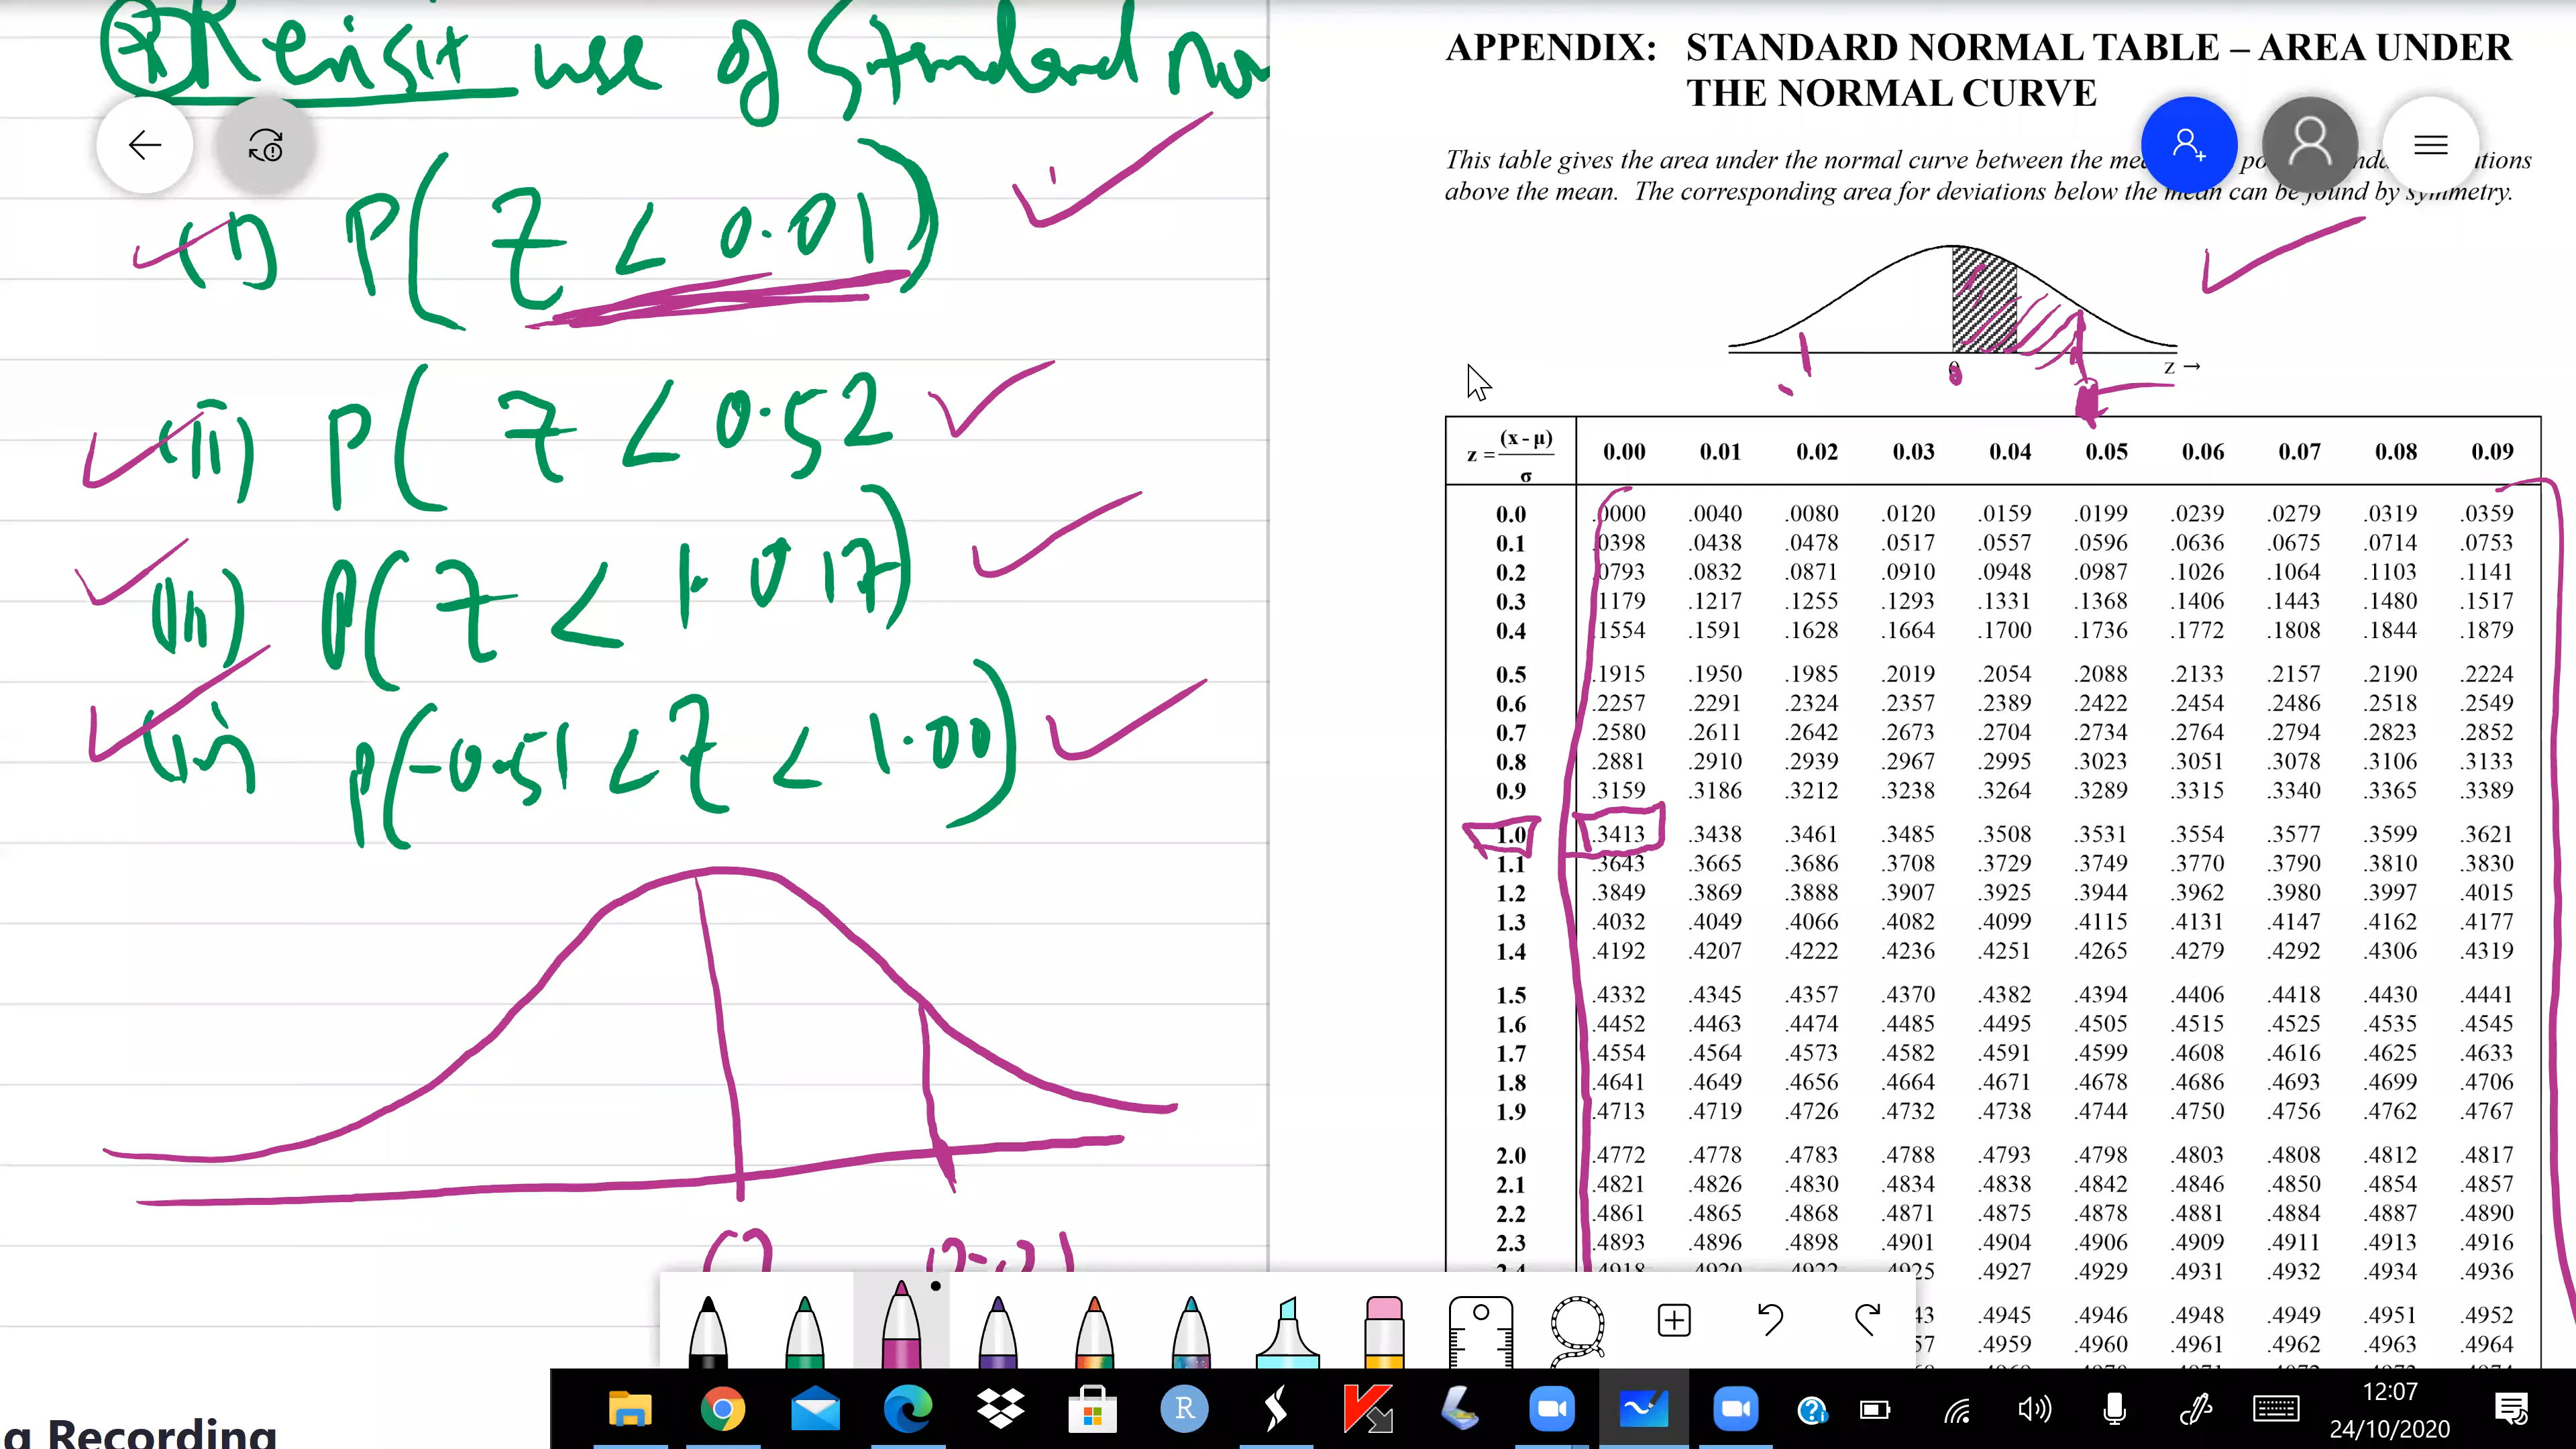 Revisit use of Standard Nor
(i) P( Z < 0.01)
(ii) P( Z < 0.52
(iii) P( Z < 1.017)
(iv) P(-0.51 < Z < 1.00)
0 0.01
g Recording
APPENDIX: STANDARD NORMAL TABLE – AREA UNDER
THE NORMAL CURVE
This table gives the area under the normal curve between the
above the mean. The corresponding area for deviations below the mean can be found by symmetry.
0 z →
z = (x - μ) / σ 0.00 0.01 0.02 0.03 0.04 0.05 0.06 0.07 0.08 0.09
0.0 .0000 .0040 .0080 .0120 .0159 .0199 .0239 .0279 .0319 .0359
0.1 .0398 .0438 .0478 .0517 .0557 .0596 .0636 .0675 .0714 .0753
0.2 .0793 .0832 .0871 .0910 .0948 .0987 .1026 .1064 .1103 .1141
0.3 .1179 .1217 .1255 .1293 .1331 .1368 .1406 .1443 .1480 .1517
0.4 .1554 .1591 .1628 .1664 .1700 .1736 .1772 .1808 .1844 .1879
0.5 .1915 .1950 .1985 .2019 .2054 .2088 .2133 .2157 .2190 .2224
0.6 .2257 .2291 .2324 .2357 .2389 .2422 .2454 .2486 .2518 .2549
0.7 .2580 .2611 .2642 .2673 .2704 .2734 .2764 .2794 .2823 .2852
0.8 .2881 .2910 .2939 .2967 .2995 .3023 .3051 .3078 .3106 .3133
0.9 .3159 .3186 .3212 .3238 .3264 .3289 .3315 .3340 .3365 .3389
1.0 .3413 .3438 .3461 .3485 .3508 .3531 .3554 .3577 .3599 .3621
1.1 .3643 .3665 .3686 .3708 .3729 .3749 .3770 .3790 .3810 .3830
1.2 .3849 .3869 .3888 .3907 .3925 .3944 .3962 .3980 .3997 .4015
1.3 .4032 .4049 .4066 .4082 .4099 .4115 .4131 .4147 .4162 .4177
1.4 .4192 .4207 .4222 .4236 .4251 .4265 .4279 .4292 .4306 .4319
1.5 .4332 .4345 .4357 .4370 .4382 .4394 .4406 .4418 .4430 .4441
1.6 .4452 .4463 .4474 .4485 .4495 .4505 .4515 .4525 .4535 .4545
1.7 .4554 .4564 .4573 .4582 .4591 .4599 .4608 .4616 .4625 .4633
1.8 .4641 .4649 .4656 .4664 .4671 .4678 .4686 .4693 .4699 .4706
1.9 .4713 .4719 .4726 .4732 .4738 .4744 .4750 .4756 .4762 .4767
2.0 .4772 .4778 .4783 .4788 .4793 .4798 .4803 .4808 .4812 .4817
2.1 .4821 .4826 .4830 .4834 .4838 .4842 .4846 .4850 .4854 .4857
2.2 .4861 .4865 .4868 .4871 .4875 .4878 .4881 .4884 .4887 .4890
2.3 .4893 .4896 .4898 .4901 .4904 .4906 .4909 .4911 .4913 .4916
2.4 .4918 .4920 .4922 .4925 .4927 .4929 .4931 .4932 .4934 .4936
43 .4945 .4946 .4948 .4949 .4951 .4952
57 .4959 .4960 .4961 .4962 .4963 .4964
R
12:07
24/10/2020